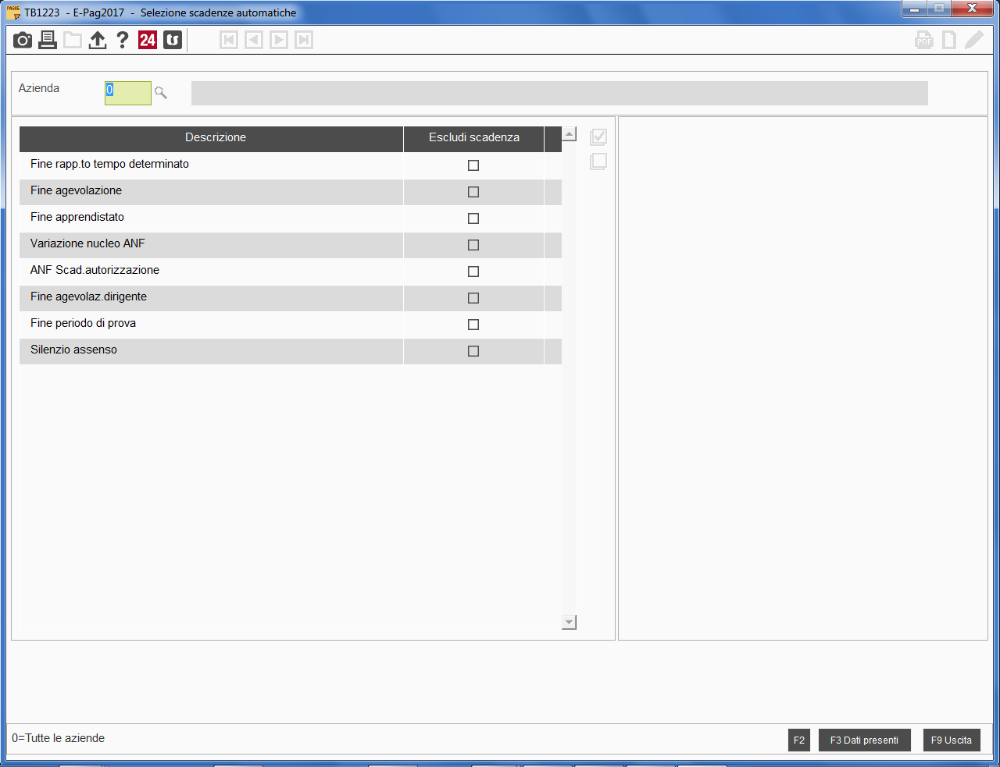 PAGHE
TB1223 - E-Pag2017 - Selezione scadenze automatiche
24
PDF
Azienda
0
Descrizione
Escludi scadenza
Fine rapp.to tempo determinato
Fine agevolazione
Fine apprendistato
Variazione nucleo ANF
ANF Scad.autorizzazione
Fine agevolaz.dirigente
Fine periodo di prova
Silenzio assenso
0=Tutte le aziende
F2
F3 Dati presenti
F9 Uscita